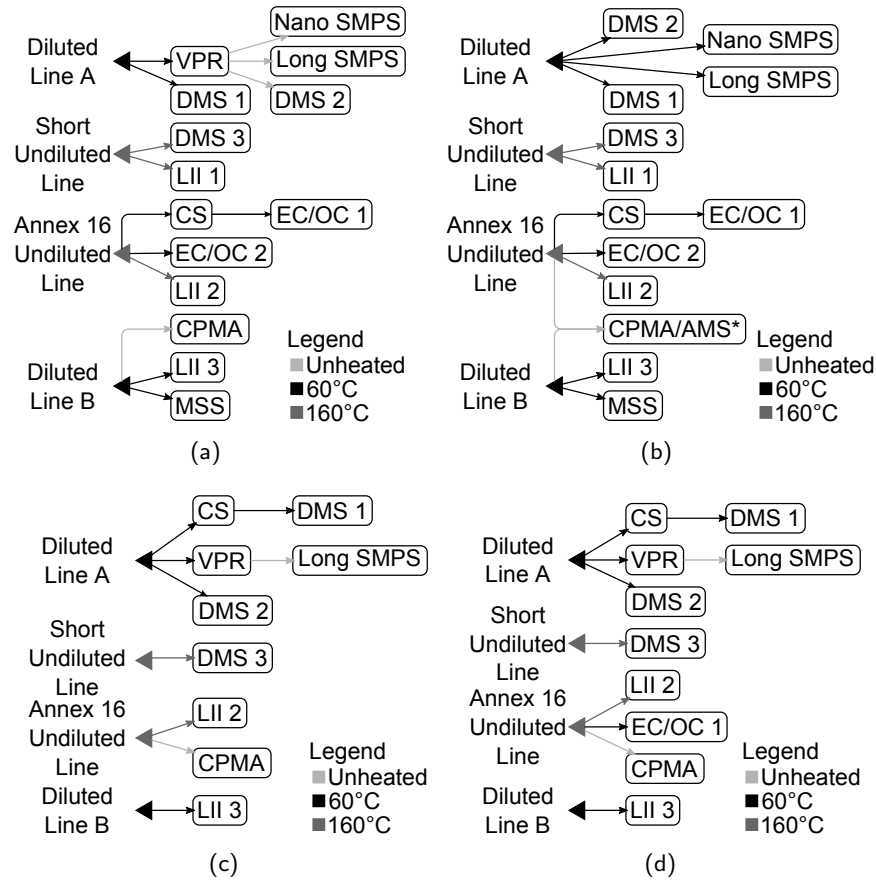 Nano SMPS
Diluted
Line A
VPR
Long SMPS
DMS 1
DMS 2
Short
Undiluted
Line
DMS 3
LII 1
Annex 16
Undiluted
Line
CS
EC/OC 1
EC/OC 2
LII 2
CPMA
Diluted
Line B
LII 3
MSS
Legend
Unheated
60°C
160°C
(a)
Diluted
Line A
DMS 2
Nano SMPS
Long SMPS
DMS 1
Short
Undiluted
Line
DMS 3
LII 1
Annex 16
Undiluted
Line
CS
EC/OC 1
EC/OC 2
LII 2
CPMA/AMS*
Diluted
Line B
LII 3
MSS
Legend
Unheated
60°C
160°C
(b)
Diluted
Line A
CS
DMS 1
VPR
Long SMPS
DMS 2
Short
Undiluted
Line
DMS 3
Annex 16
Undiluted
Line
LII 2
CPMA
Diluted
Line B
LII 3
Legend
Unheated
60°C
160°C
(c)
Diluted
Line A
CS
DMS 1
VPR
Long SMPS
DMS 2
Short
Undiluted
Line
DMS 3
Annex 16
Undiluted
Line
LII 2
EC/OC 1
CPMA
Diluted
Line B
LII 3
Legend
Unheated
60°C
160°C
(d)